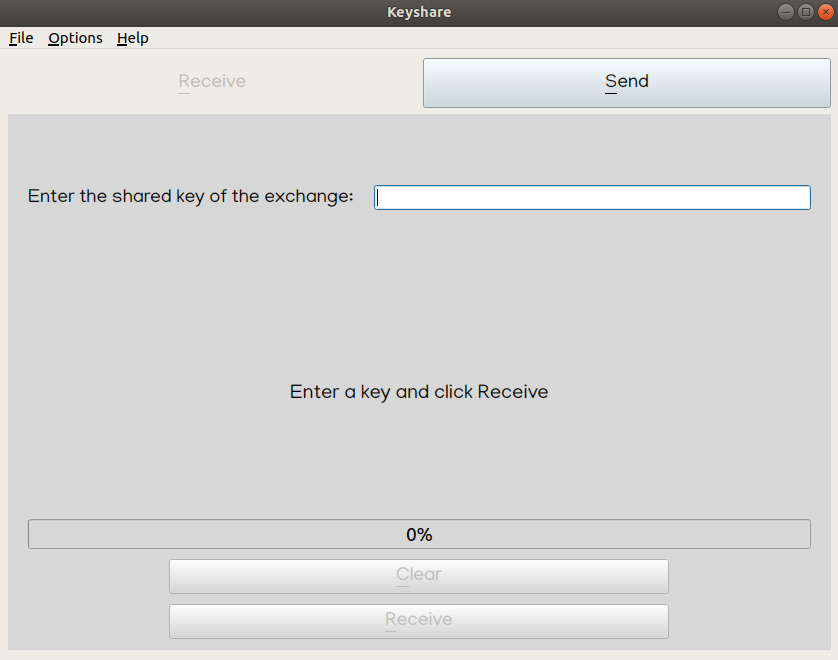 Keyshare
File Options Help
Receive Send
Enter the shared key of the exchange:
Enter a key and click Receive
0%
Clear
Receive